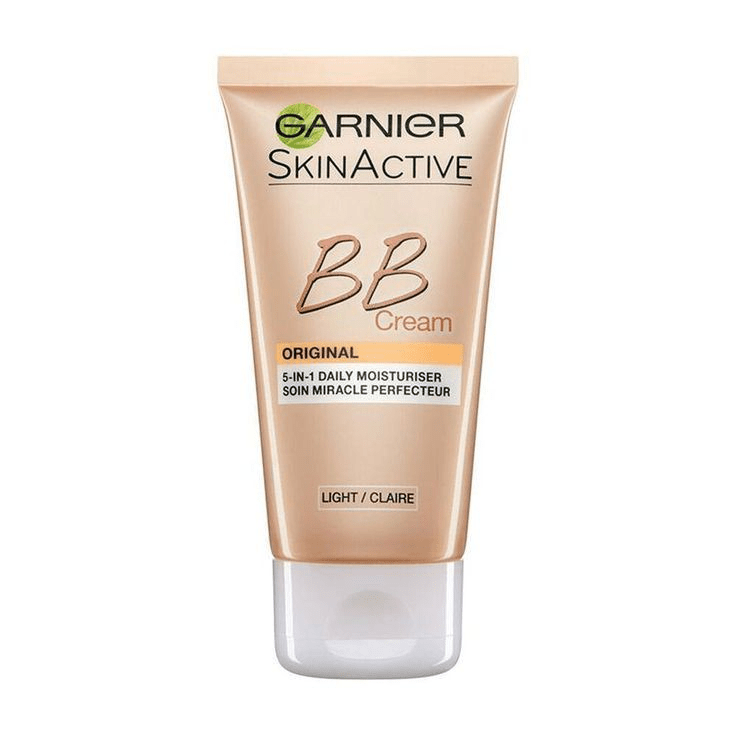 GARNIER
SKINACTIVE
BB
Cream
ORIGINAL
5-IN-1 DAILY MOISTURISER
SOIN MIRACLE PERFECTEUR
LIGHT / CLAIRE